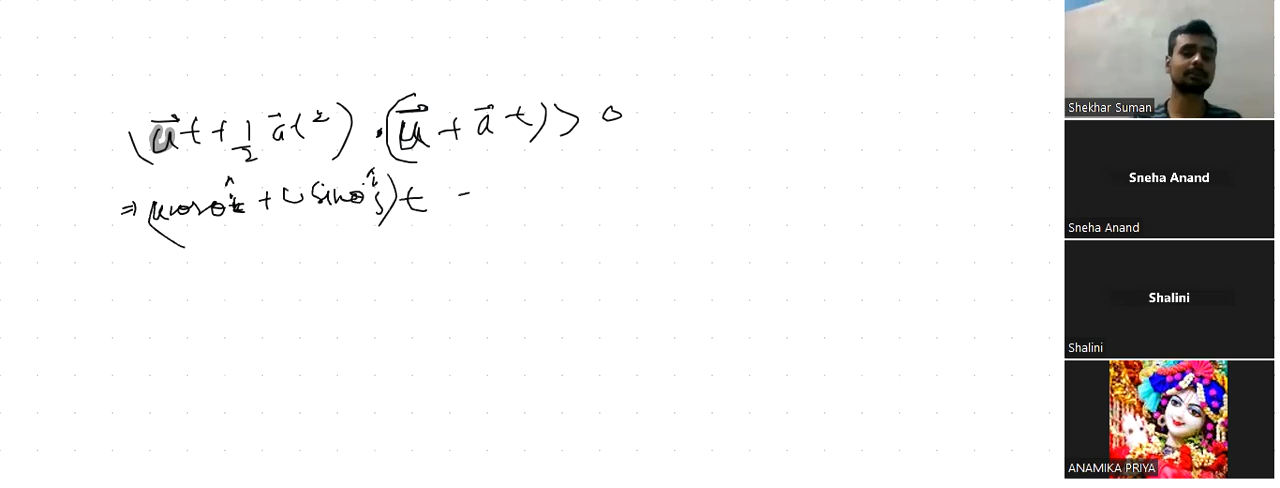 (u⃗t + 1/2 a⃗t²) · (u⃗ + a⃗t) > 0
⇒ (u cosθ î + u sinθ ĵ)t -
Shekhar Suman
Sneha Anand
Sneha Anand
Shalini
Shalini
ANAMIKA PRIYA